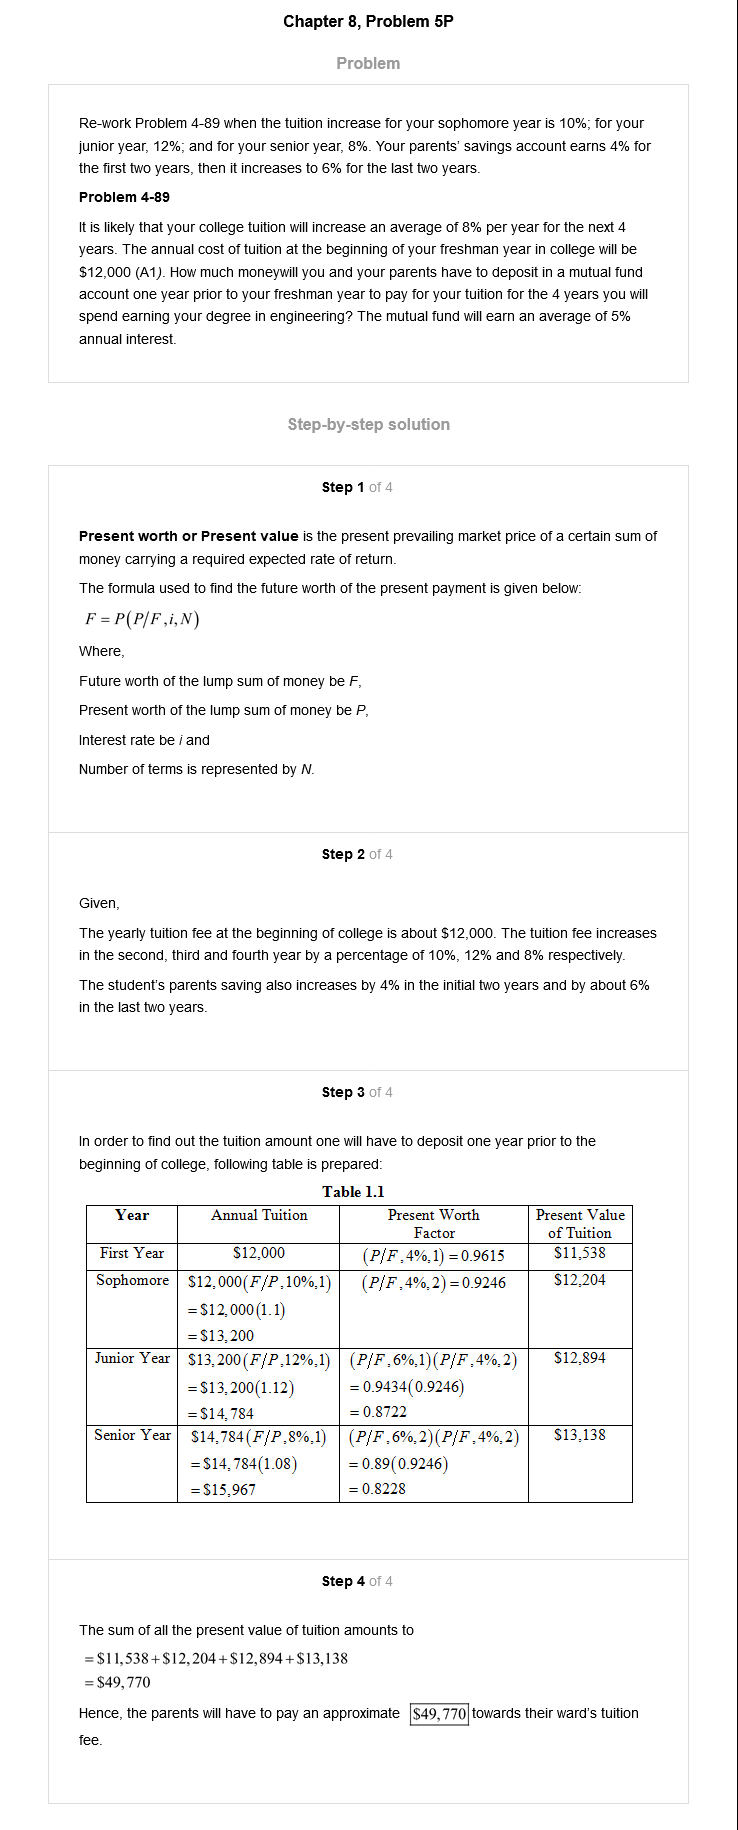 Chapter 8, Problem 5P
Problem
Re-work Problem 4-89 when the tuition increase for your sophomore year is 10%; for your
junior year, 12%; and for your senior year, 8%. Your parents' savings account earns 4% for
the first two years, then it increases to 6% for the last two years.
Problem 4-89
It is likely that your college tuition will increase an average of 8% per year for the next 4
years. The annual cost of tuition at the beginning of your freshman year in college will be
$12,000 (A1). How much moneywill you and your parents have to deposit in a mutual fund
account one year prior to your freshman year to pay for your tuition for the 4 years you will
spend earning your degree in engineering? The mutual fund will earn an average of 5%
annual interest.
Step-by-step solution
Step 1 of 4
Present worth or Present value is the present prevailing market price of a certain sum of
money carrying a required expected rate of return.
The formula used to find the future worth of the present payment is given below:
F = P(P/F,i,N)
Where,
Future worth of the lump sum of money be F,
Present worth of the lump sum of money be P,
Interest rate be i and
Number of terms is represented by N.
Step 2 of 4
Given,
The yearly tuition fee at the beginning of college is about $12,000. The tuition fee increases
in the second, third and fourth year by a percentage of 10%, 12% and 8% respectively.
The student's parents saving also increases by 4% in the initial two years and by about 6%
in the last two years.
Step 3 of 4
In order to find out the tuition amount one will have to deposit one year prior to the
beginning of college, following table is prepared:
Table 1.1
Year Annual Tuition Present Worth Present Value
Factor of Tuition
First Year $12,000 (P/F,4%,1) = 0.9615 $11,538
Sophomore $12,000(F/P,10%,1) (P/F,4%,2) = 0.9246 $12,204
= $12,000(1.1)
= $13,200
Junior Year $13,200(F/P,12%,1) (P/F,6%,1)(P/F,4%,2) $12,894
= $13,200(1.12) = 0.9434(0.9246)
= $14,784 = 0.8722
Senior Year $14,784(F/P,8%,1) (P/F,6%,2)(P/F,4%,2) $13,138
= $14,784(1.08) = 0.89(0.9246)
= $15,967 = 0.8228
Step 4 of 4
The sum of all the present value of tuition amounts to
= $11,538 + $12,204 + $12,894 + $13,138
= $49,770
Hence, the parents will have to pay an approximate $49,770 towards their ward's tuition
fee.